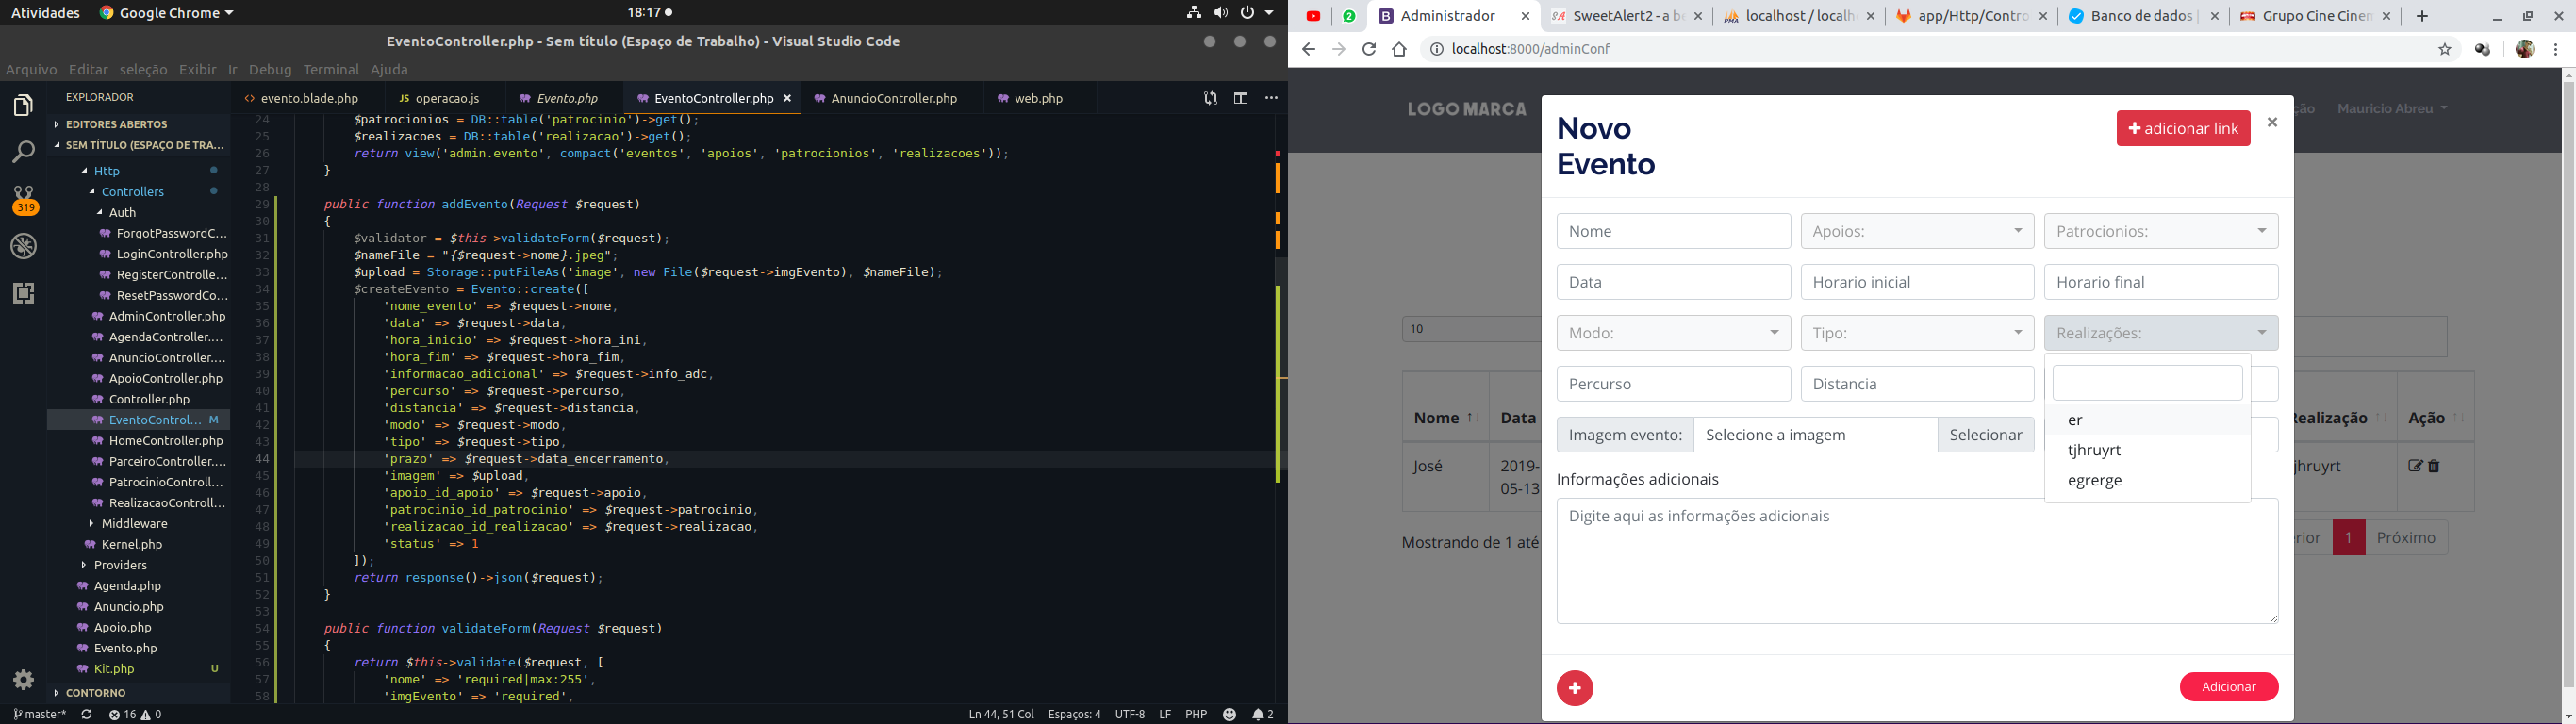 Atividades Google Chrome 18:17
EventoController.php - Sem título (Espaço de Trabalho) - Visual Studio Code
Arquivo Editar seleção Exibir Ir Debug Terminal Ajuda
EXPLORADOR
EDITORES ABERTOS
SEM TÍTULO (ESPAÇO DE TRA...
Http
Controllers
Auth
ForgotPasswordC...
LoginController.php
RegisterControlle...
ResetPasswordCo...
AdminController.php
AgendaController....
AnuncioController....
ApoioController.php
Controller.php
EventoControl... M
HomeController.php
ParceiroController....
PatrocinioControll...
RealizacaoControll...
Middleware
Kernel.php
Providers
Agenda.php
Anuncio.php
Apoio.php
Evento.php
Kit.php U
CONTORNO
319
evento.blade.php JS operacao.js Evento.php EventoController.php AnuncioController.php web.php
24 $patrocionios = DB::table('patrocinio')->get();
25 $realizacoes = DB::table('realizacao')->get();
26 return view('admin.evento', compact('eventos', 'apoios', 'patrocionios', 'realizacoes'));
27 }
28
29 public function addEvento(Request $request)
30 {
31 $validator = $this->validateForm($request);
32 $nameFile = "{$request->nome}.jpeg";
33 $upload = Storage::putFileAs('image', new File($request->imgEvento), $nameFile);
34 $createEvento = Evento::create([
35 'nome_evento' => $request->nome,
36 'data' => $request->data,
37 'hora_inicio' => $request->hora_ini,
38 'hora_fim' => $request->hora_fim,
39 'informacao_adicional' => $request->info_adc,
40 'percurso' => $request->percurso,
41 'distancia' => $request->distancia,
42 'modo' => $request->modo,
43 'tipo' => $request->tipo,
44 'prazo' => $request->data_encerramento,
45 'imagem' => $upload,
46 'apoio_id_apoio' => $request->apoio,
47 'patrocinio_id_patrocinio' => $request->patrocinio,
48 'realizacao_id_realizacao' => $request->realizacao,
49 'status' => 1
50 ]);
51 return response()->json($request);
52 }
53
54 public function validateForm(Request $request)
55 {
56 return $this->validate($request, [
57 'nome' => 'required|max:255',
58 'imgEvento' => 'required',
master* 16 0 Ln 44, 51 Col Espaços: 4 UTF-8 LF PHP 2
2 Administrador SweetAlert2 - a be localhost / localh app/Http/Contro Banco de dados | Grupo Cine Cinem
localhost:8000/adminConf
LOGO MARCA ção Mauricio Abreu
Novo
Evento
adicionar link ×
Nome Apoios: Patrocionios:
Data Horario inicial Horario final
Modo: Tipo: Realizações:
Percurso Distancia
Imagem evento: Selecione a imagem Selecionar
er
tjhruyrt
egrerge
Informações adicionais
Digite aqui as informações adicionais
Adicionar
10
Nome Data Realização Ação
José 2019- jhruyrt
05-13
Mostrando de 1 até erior 1 Próximo